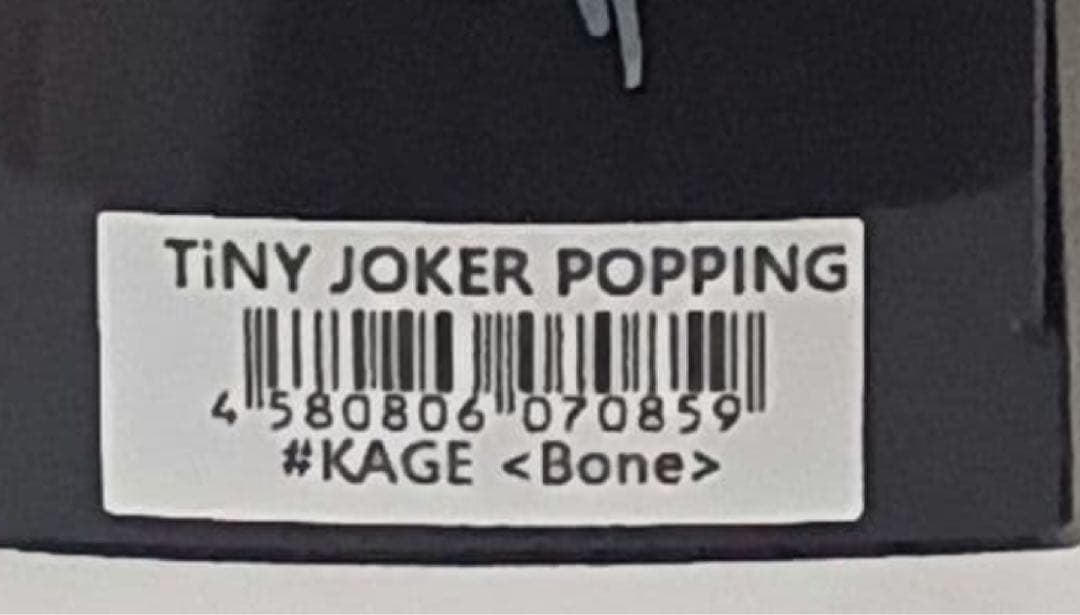 TiNY JOKER POPPING
4 580806 070859
#KAGE <Bone>